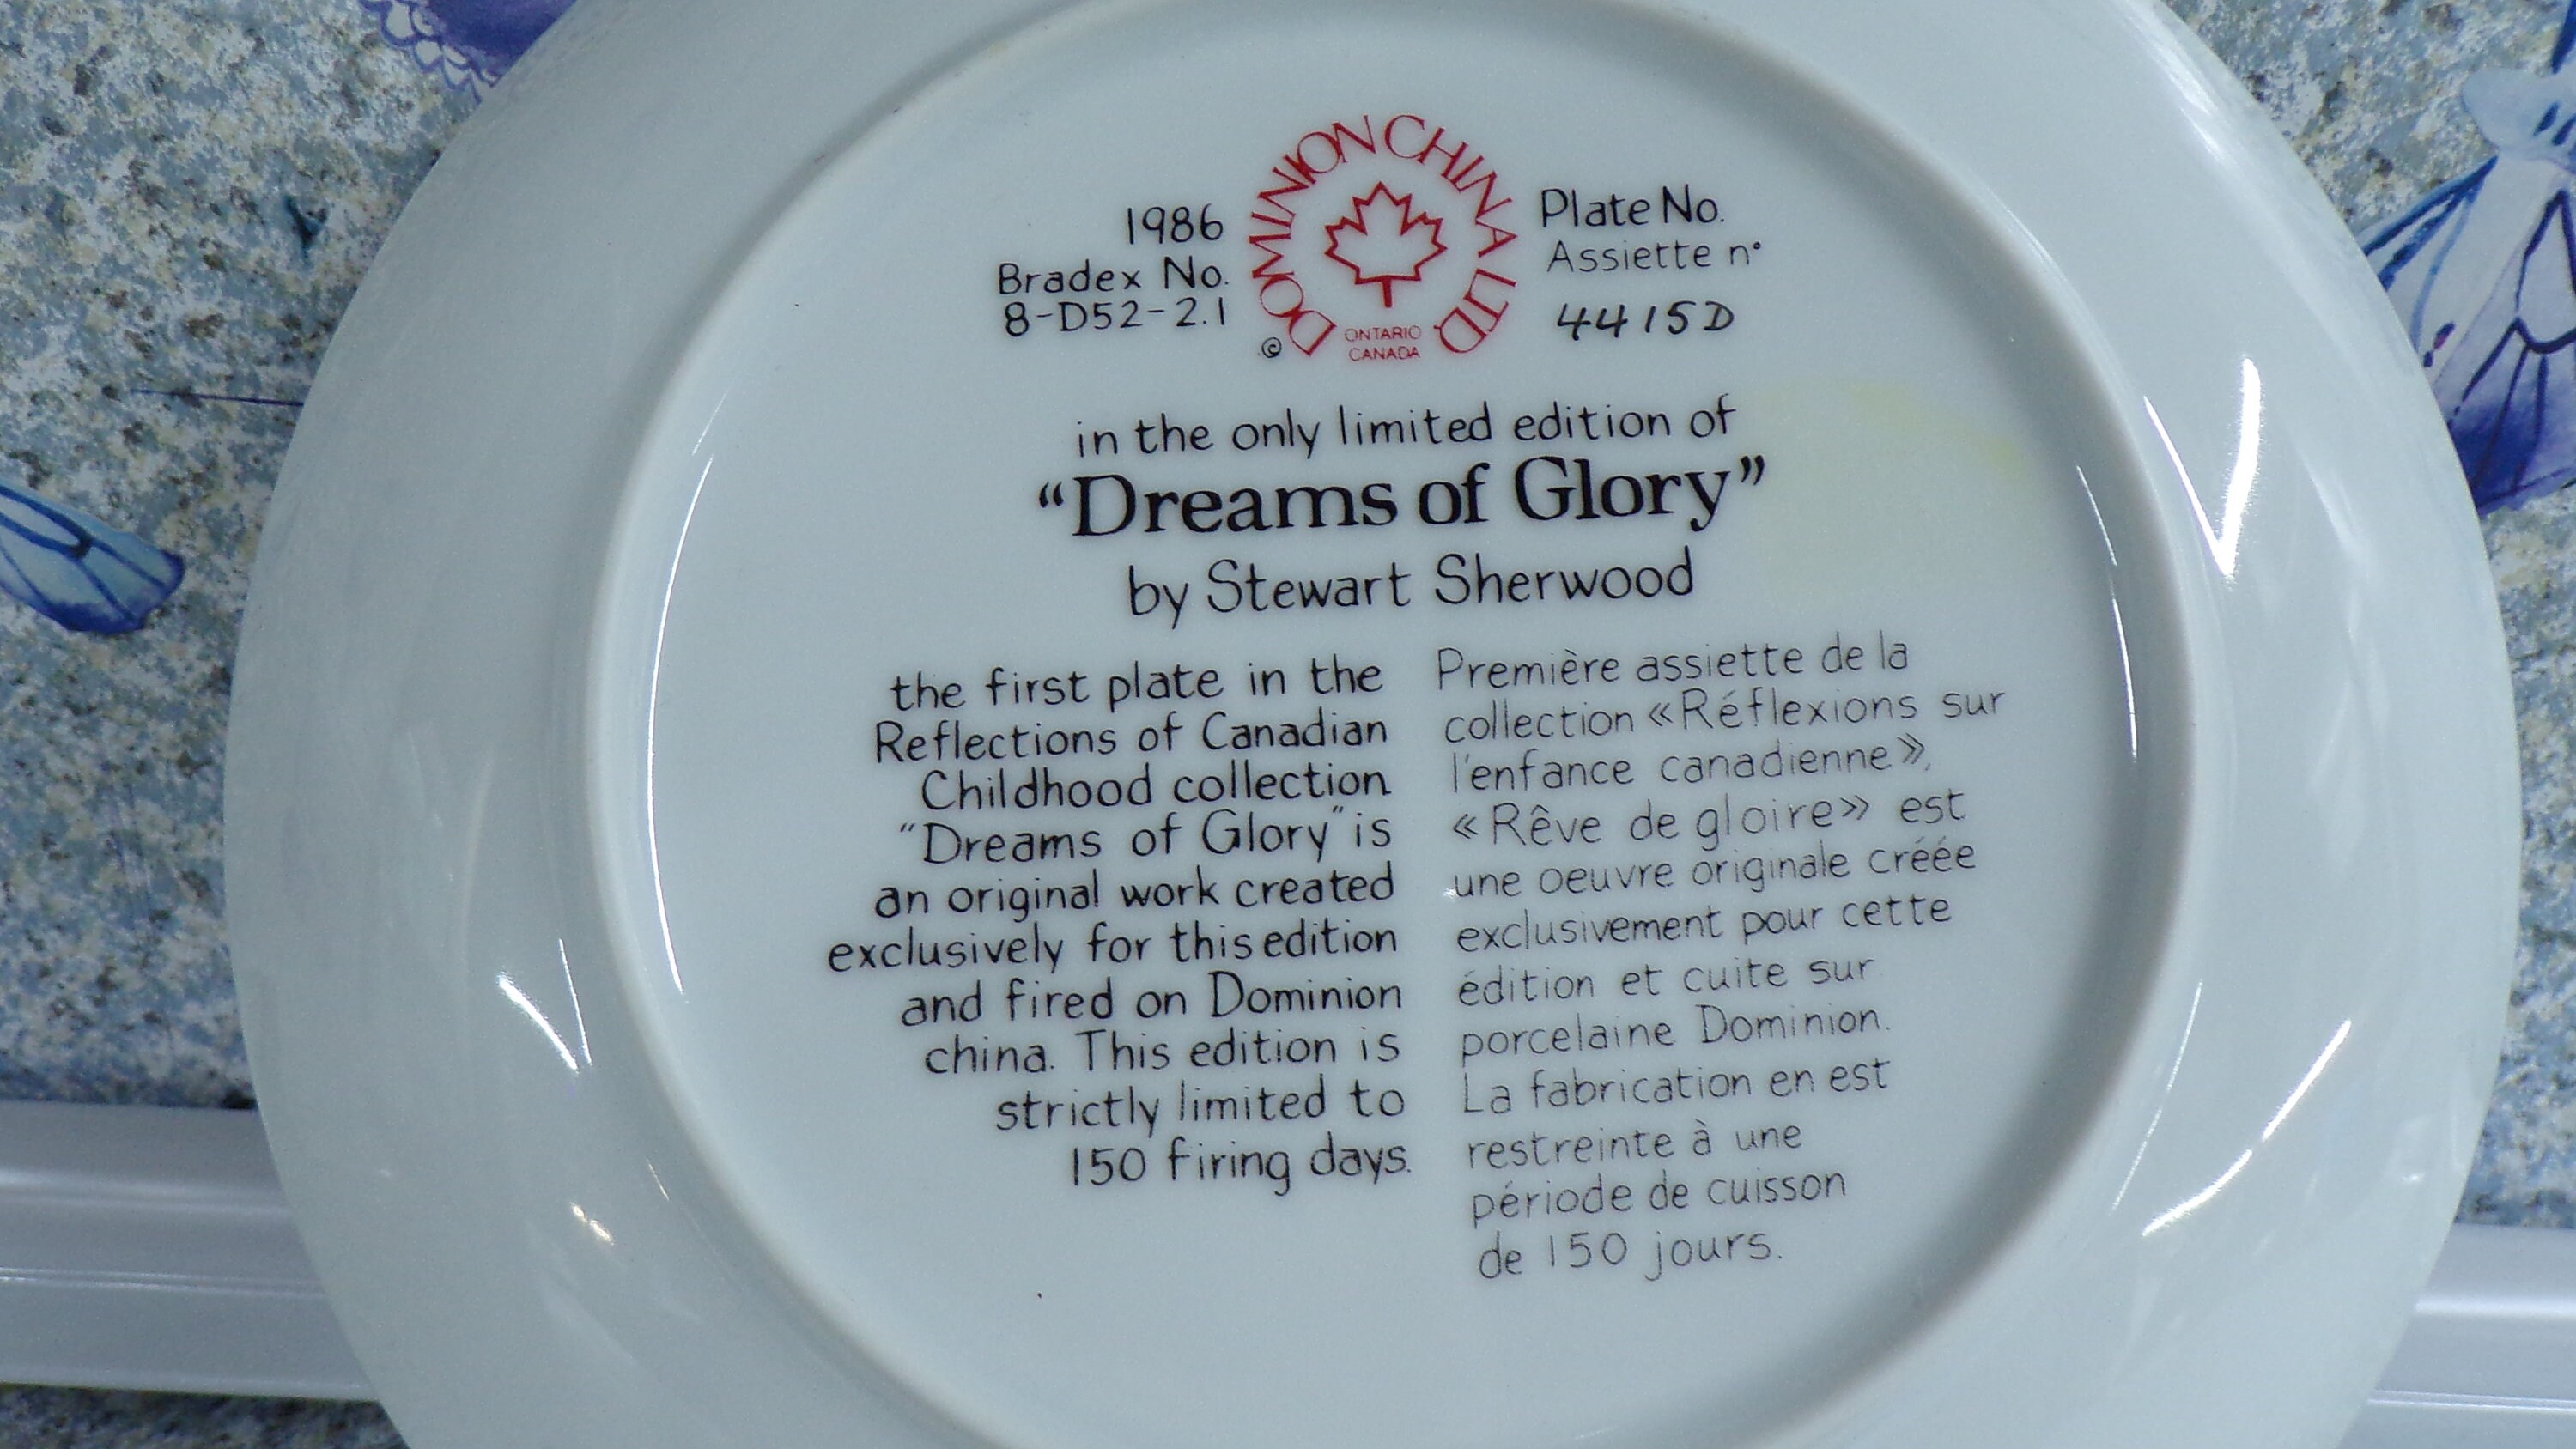 1986
Bradex No.
8-D52-2.1
DOMINION CHINA LTD
ONTARIO
CANADA
©
Plate No.
Assiette n°
4415D
in the only limited edition of
“Dreams of Glory”
by Stewart Sherwood
the first plate in the
Reflections of Canadian
Childhood collection
“Dreams of Glory” is
an original work created
exclusively for this edition
and fired on Dominion
china. This edition is
strictly limited to
150 firing days.
Première assiette de la
collection «Réflexions sur
l'enfance canadienne»,
«Rêve de gloire» est
une oeuvre originale créée
exclusivement pour cette
édition et cuite sur
porcelaine Dominion.
La fabrication en est
restreinte à une
période de cuisson
de 150 jours.